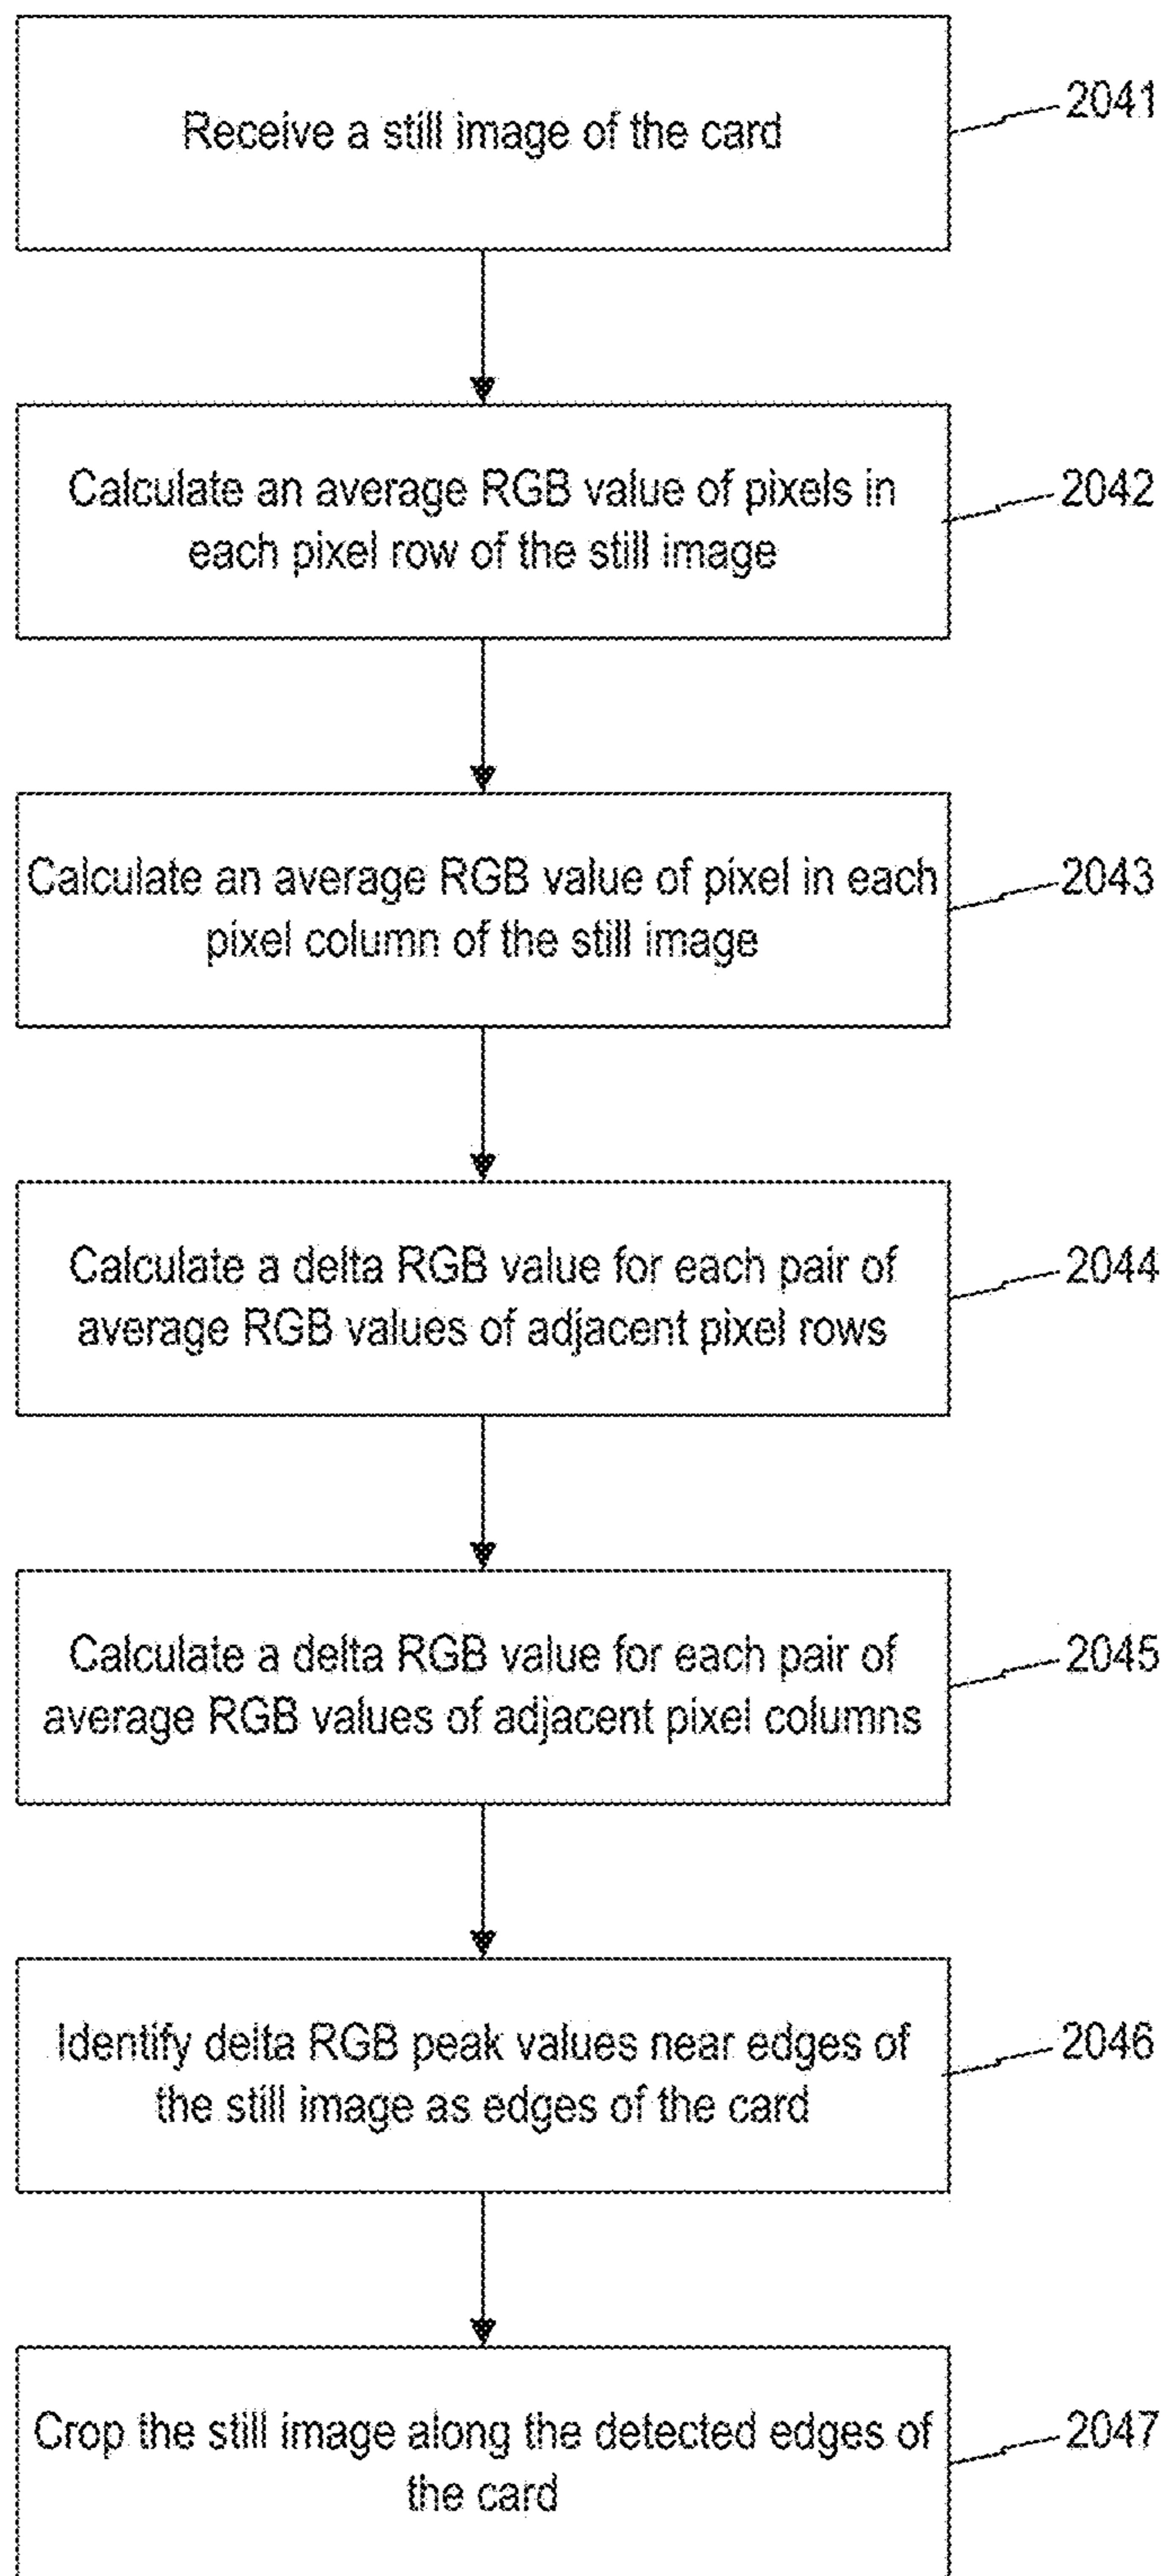 Receive a still image of the card
2041
Calculate an average RGB value of pixels in
each pixel row of the still image
2042
Calculate an average RGB value of pixel in each
pixel column of the still image
2043
Calculate a delta RGB value for each pair of
average RGB values of adjacent pixel rows
2044
Calculate a delta RGB value for each pair of
average RGB values of adjacent pixel columns
2045
Identify delta RGB peak values near edges of
the still image as edges of the card
2046
Crop the still image along the detected edges of
the card
2047